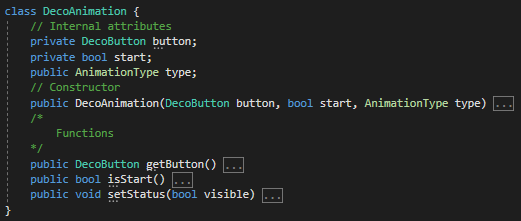 class DecoAnimation {
    // Internal attributes
    private DecoButton button;
    private bool start;
    public AnimationType type;
    // Constructor
    public DecoAnimation(DecoButton button, bool start, AnimationType type) ...
    /*
        Functions
    */
    public DecoButton getButton() ...
    public bool isStart() ...
    public void setStatus(bool visible) ...
}